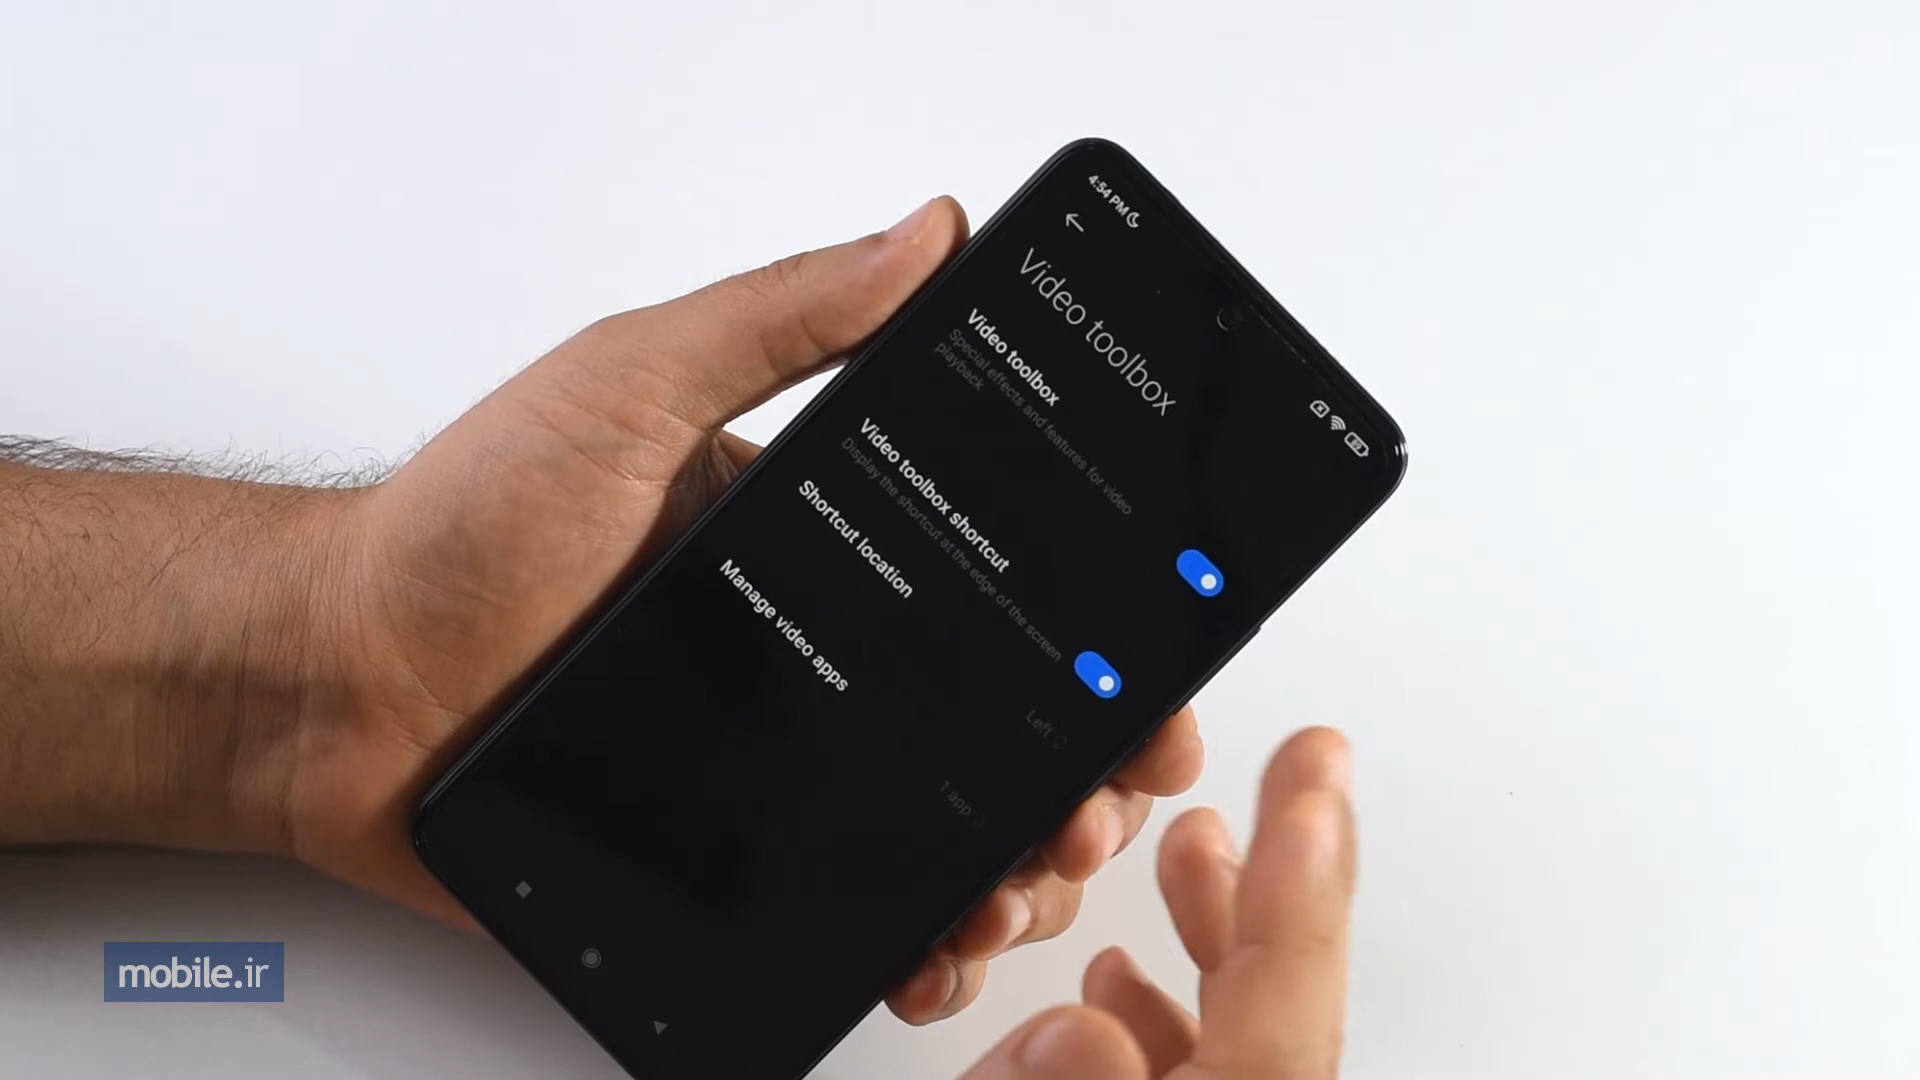 4:54 PM
Video toolbox
Video toolbox
Special effects and features for video
playback
Video toolbox shortcut
Display the shortcut at the edge of the screen
Shortcut location
Left
Manage video apps
1 app
mobile.ir